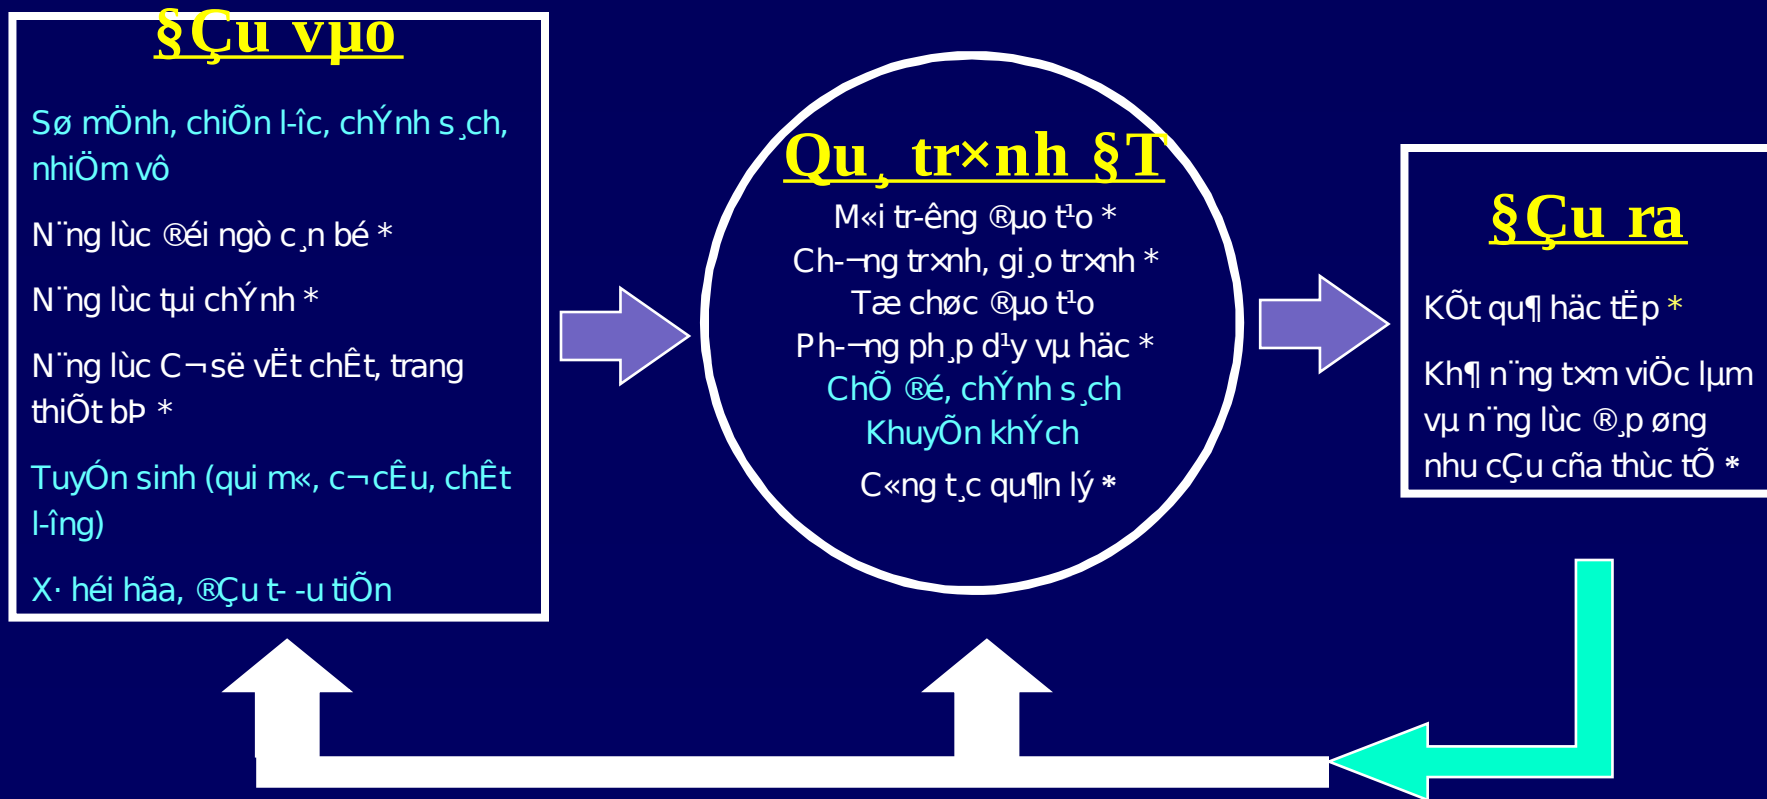 §Çu vµo
Sø mÖnh, chiÕn l-îc, chÝnh s¸ch,
nhiÖm vô
N¨ng lùc ®éi ngò c¸n bé *
N¨ng lùc tµi chÝnh *
N¨ng lùc C¬ së vËt chÊt, trang
thiÕt bÞ *
TuyÓn sinh (qui m«, c¬ cÊu, chÊt
l-îng)
X· héi hãa, ®Çu t- -u tiÕn
Qu¸ tr×nh §T
M«i tr-êng ®µo t¹o *
Ch-¬ng tr×nh, gi¸o tr×nh *
Tæ chøc ®µo t¹o
Ph-¬ng ph¸p d¹y vµ häc *
ChÕ ®é, chÝnh s¸ch
KhuyÕn khÝch
C«ng t¸c qu¶n lý *
§Çu ra
KÕt qu¶ häc tËp *
Kh¶ n¨ng t×m viÖc lµm
vµ n¨ng lùc ®¸p øng
nhu cÇu cña thùc tÕ *